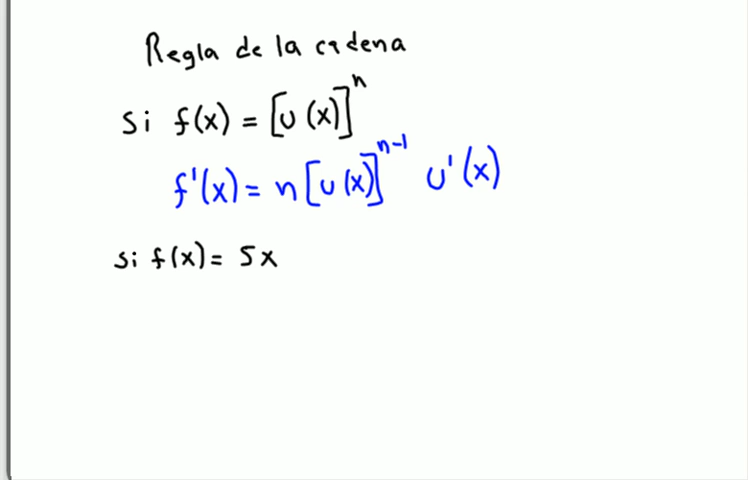 Regla de la cadena
Si f(x) = [u(x)]^n
f'(x) = n[u(x)]^{n-1} u'(x)
si f(x) = 5x